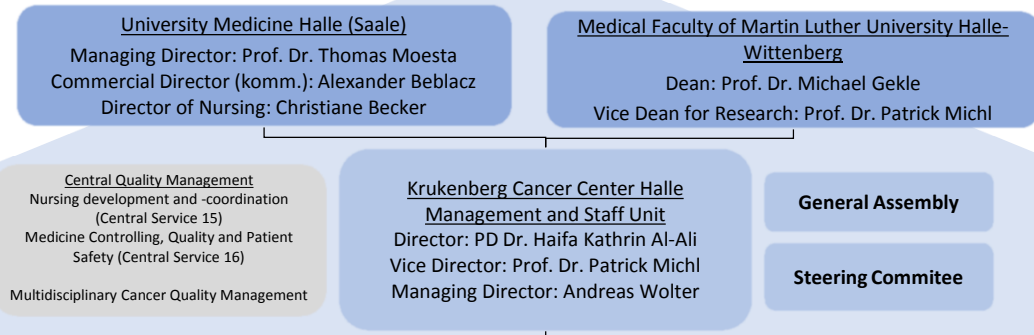 University Medicine Halle (Saale)
Managing Director: Prof. Dr. Thomas Moesta
Commercial Director (komm.): Alexander Beblacz
Director of Nursing: Christiane Becker
Medical Faculty of Martin Luther University Halle-
Wittenberg
Dean: Prof. Dr. Michael Gekle
Vice Dean for Research: Prof. Dr. Patrick Michl
Central Quality Management
Nursing development and -coordination
(Central Service 15)
Medicine Controlling, Quality and Patient
Safety (Central Service 16)
Multidisciplinary Cancer Quality Management
Krukenberg Cancer Center Halle
Management and Staff Unit
Director: PD Dr. Haifa Kathrin Al-Ali
Vice Director: Prof. Dr. Patrick Michl
Managing Director: Andreas Wolter
General Assembly
Steering Commitee